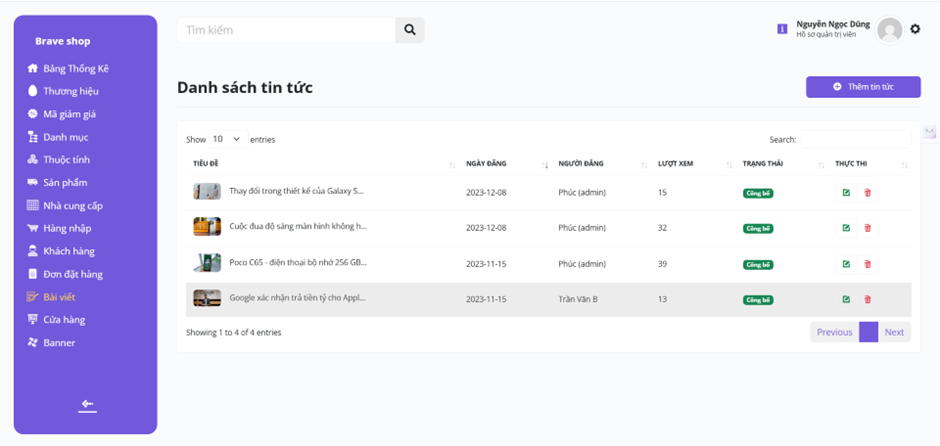 Brave shop
Bảng Thống Kê
Thương hiệu
Mã giảm giá
Danh mục
Thuộc tính
Sản phẩm
Nhà cung cấp
Hàng nhập
Khách hàng
Đơn đặt hàng
Bài viết
Cửa hàng
Banner
Tìm kiếm
Nguyễn Ngọc Dũng
Hồ sơ quản trị viên
Danh sách tin tức
Thêm tin tức
Show 10 entries
Search:
TIÊU ĐỀ NGÀY ĐĂNG NGƯỜI ĐĂNG LƯỢT XEM TRẠNG THÁI THỰC THI
Thay đổi trong thiết kế của Galaxy S... 2023-12-08 Phúc (admin) 15 Công bố
Cuộc đua độ sáng màn hình không h... 2023-12-08 Phúc (admin) 32 Công bố
Poco C65 - điện thoại bộ nhớ 256 GB... 2023-11-15 Phúc (admin) 39 Công bố
Google xác nhận trả tiền tỷ cho Appl... 2023-11-15 Trần Văn B 13 Công bố
Showing 1 to 4 of 4 entries
Previous Next